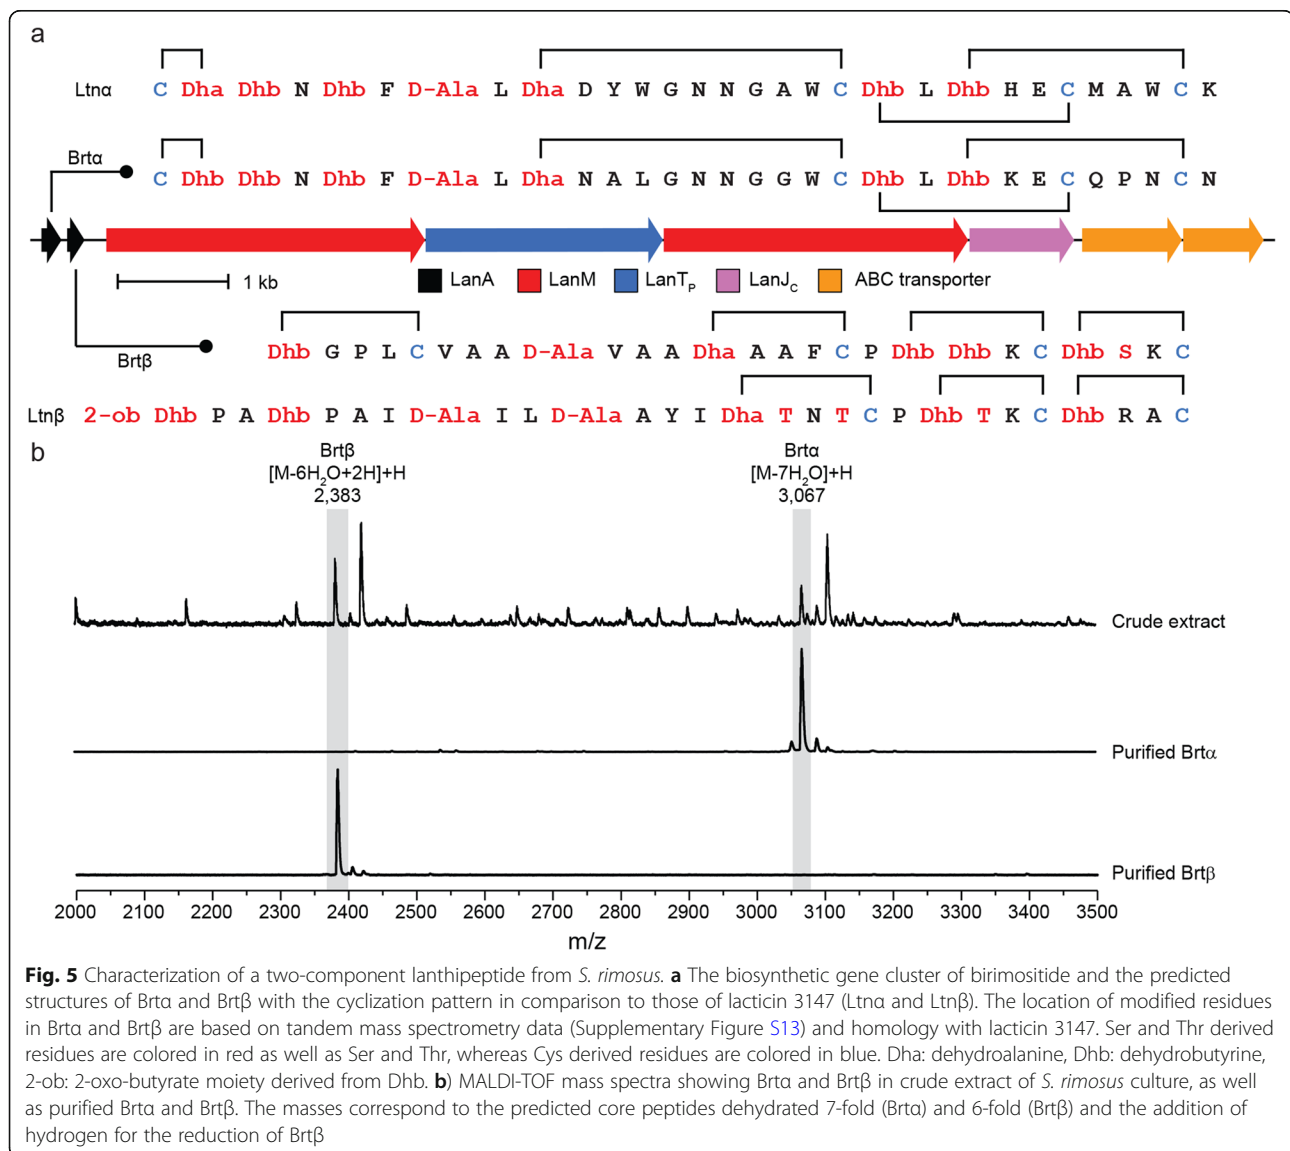 a
Ltnα C Dha Dhb N Dhb F D-Ala L Dha D Y W G N N G A W C Dhb L Dhb H E C M A W C K
Brtα
C Dhb Dhb N Dhb F D-Ala L Dha N A L G N N G G W C Dhb L Dhb K E C Q P N C N
1 kb
LanA LanM LanT_P LanJ_C ABC transporter
Brtβ
Dhb G P L C V A A D-Ala V A A Dha A A F C P Dhb Dhb K C Dhb S K C
Ltnβ 2-ob Dhb P A Dhb P A I D-Ala I L D-Ala A Y I Dha T N T C P Dhb T K C Dhb R A C
b
Brtβ
[M-6H₂O+2H]+H
2,383
Brtα
[M-7H₂O]+H
3,067
Crude extract
Purified Brtα
Purified Brtβ
2000 2100 2200 2300 2400 2500 2600 2700 2800 2900 3000 3100 3200 3300 3400 3500
m/z
Fig. 5 Characterization of a two-component lanthipeptide from S. rimosus. a The biosynthetic gene cluster of birimositide and the predicted
structures of Brtα and Brtβ with the cyclization pattern in comparison to those of lacticin 3147 (Ltnα and Ltnβ). The location of modified residues
in Brtα and Brtβ are based on tandem mass spectrometry data (Supplementary Figure S13) and homology with lacticin 3147. Ser and Thr derived
residues are colored in red as well as Ser and Thr, whereas Cys derived residues are colored in blue. Dha: dehydroalanine, Dhb: dehydrobutyrine,
2-ob: 2-oxo-butyrate moiety derived from Dhb. b) MALDI-TOF mass spectra showing Brtα and Brtβ in crude extract of S. rimosus culture, as well
as purified Brtα and Brtβ. The masses correspond to the predicted core peptides dehydrated 7-fold (Brtα) and 6-fold (Brtβ) and the addition of
hydrogen for the reduction of Brtβ